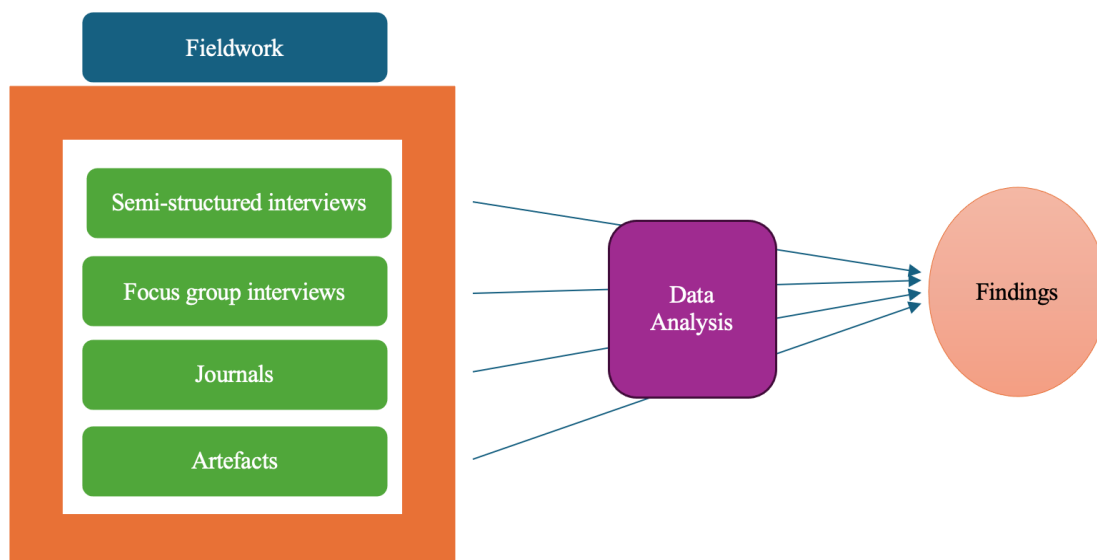 Fieldwork
Semi-structured interviews
Focus group interviews
Journals
Artefacts
Data
Analysis
Findings